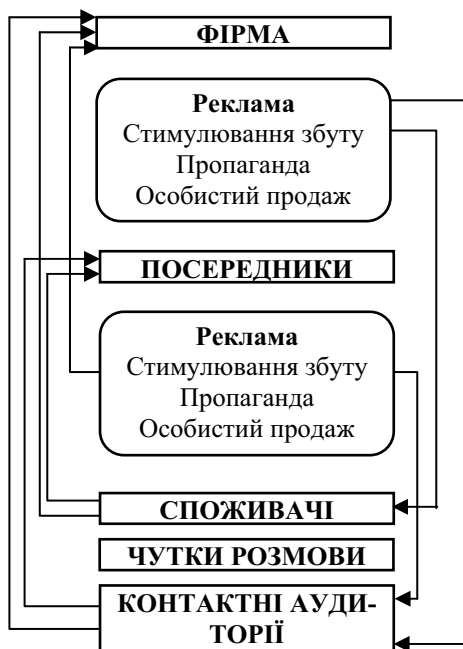 ФІРМА
Реклама
Стимулювання збуту
Пропаганда
Особистий продаж
ПОСЕРЕДНИКИ
Реклама
Стимулювання збуту
Пропаганда
Особистий продаж
СПОЖИВАЧІ
ЧУТКИ РОЗМОВИ
КОНТАКТНІ АУДИ-
ТОРІЇ